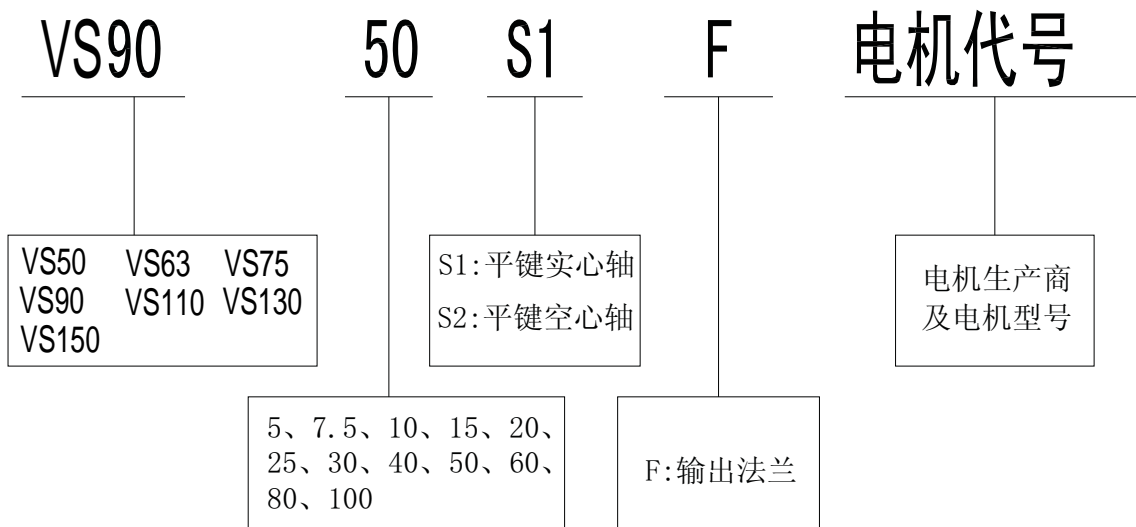 VS90 50 S1 F 电机代号
VS50 VS63 VS75
VS90 VS110 VS130
VS150
S1:平键实心轴
S2:平键空心轴
电机生产商
及电机型号
5、7.5、10、15、20、
25、30、40、50、60、
80、100
F:输出法兰